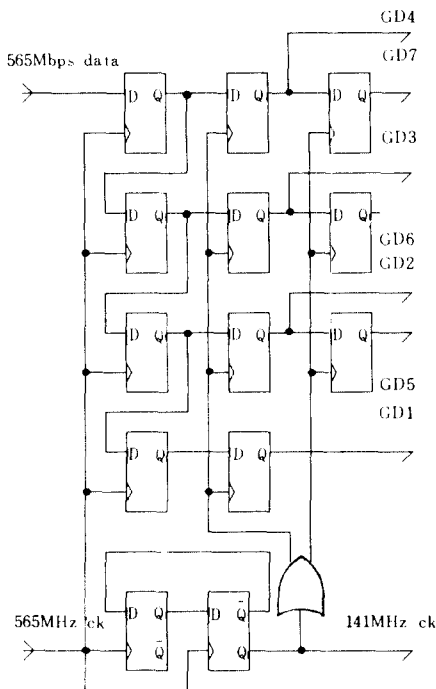 GD4
565Mbps data
GD7
D Q
D Q
D Q
GD3
D Q
D Q
D Q
GD6
GD2
D Q
D Q
D Q
GD5
GD1
D Q
D Q
D Q
D Q̄
565MHz ck
Q̄
Q
141MHz ck